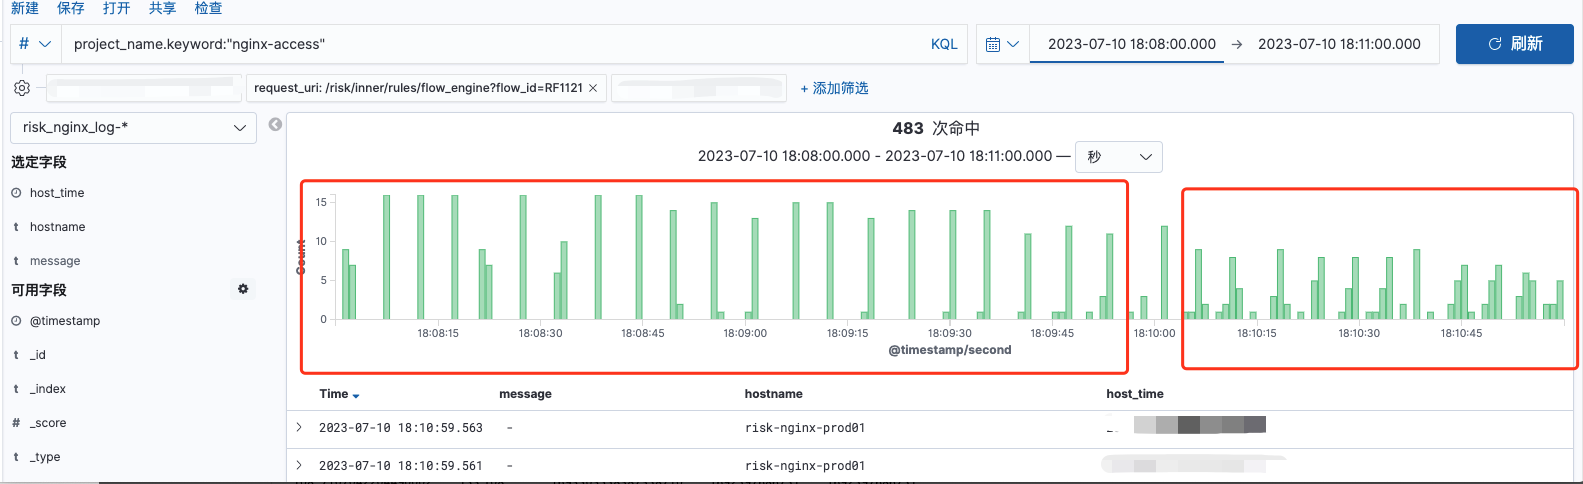 新建 保存 打开 共享 检查
# project_name.keyword:"nginx-access" KQL 2023-07-10 18:08:00.000 → 2023-07-10 18:11:00.000 刷新
request_uri: /risk/inner/rules/flow_engine?flow_id=RF1121 × + 添加筛选
risk_nginx_log-*
483 次命中
2023-07-10 18:08:00.000 - 2023-07-10 18:11:00.000 — 秒
选定字段
host_time
t hostname
t message
可用字段
@timestamp
t _id
t _index
# _score
t _type
Count
15
10
5
0
18:08:15 18:08:30 18:08:45 18:09:00 18:09:15 18:09:30 18:09:45 18:10:00 18:10:15 18:10:30 18:10:45
@timestamp/second
Time message hostname host_time
2023-07-10 18:10:59.563 - risk-nginx-prod01
2023-07-10 18:10:59.561 - risk-nginx-prod01